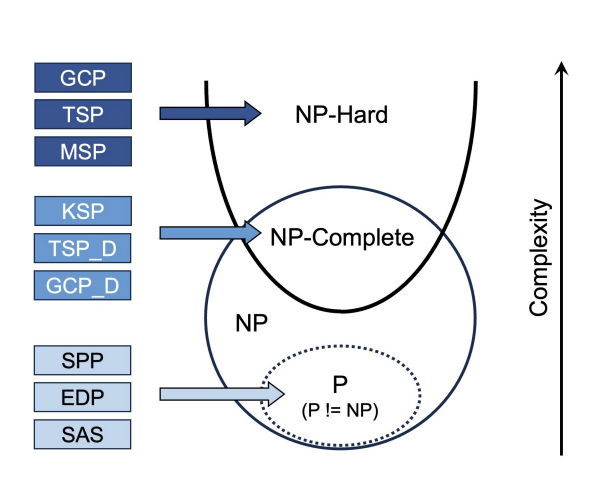 GCP
TSP
MSP
NP-Hard
KSP
TSP_D
GCP_D
NP-Complete
Complexity
NP
SPP
EDP
SAS
P
(P != NP)